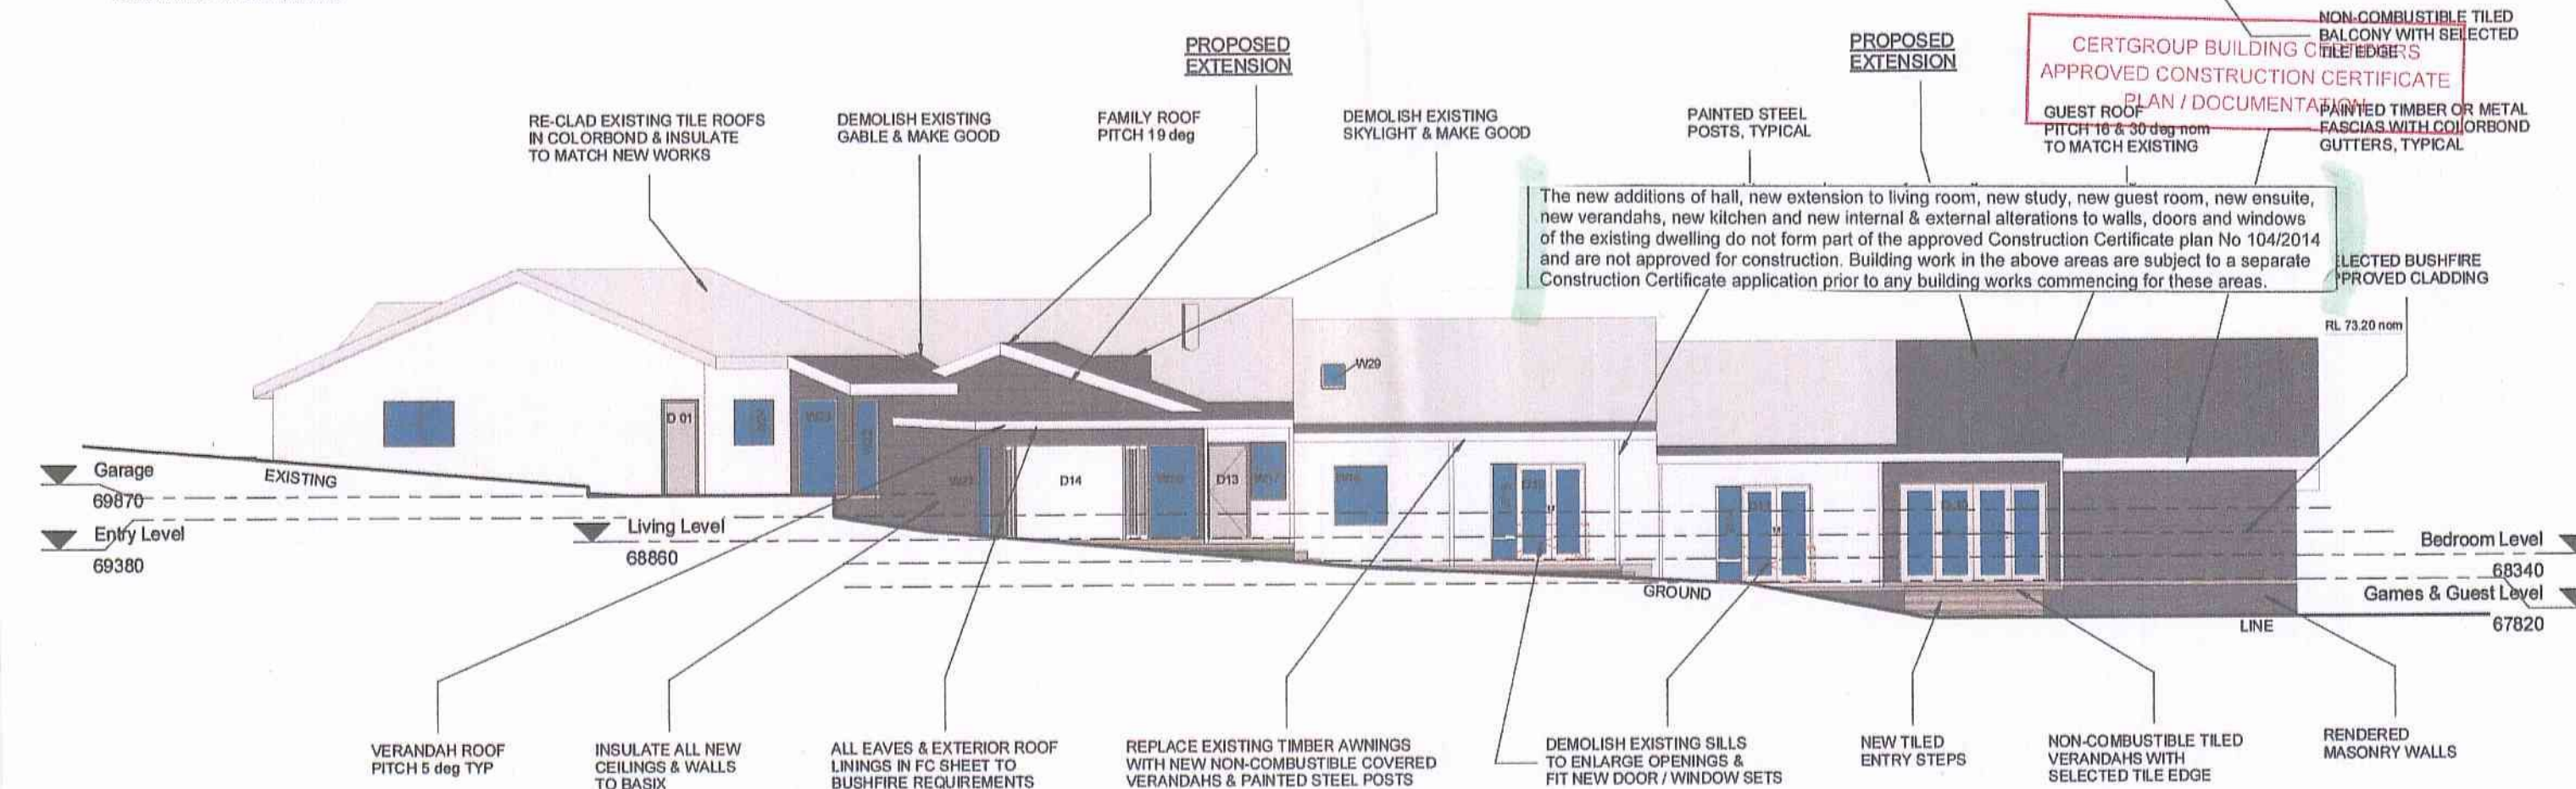 PROPOSED
EXTENSION
RE-CLAD EXISTING TILE ROOFS
IN COLORBOND & INSULATE
TO MATCH NEW WORKS
DEMOLISH EXISTING
GABLE & MAKE GOOD
FAMILY ROOF
PITCH 19 deg
DEMOLISH EXISTING
SKYLIGHT & MAKE GOOD
PAINTED STEEL
POSTS, TYPICAL
PROPOSED
EXTENSION
CERTGROUP BUILDING CERTIFIERS
APPROVED CONSTRUCTION CERTIFICATE
PLAN / DOCUMENTATION
NON-COMBUSTIBLE TILED
BALCONY WITH SELECTED
TILE EDGE
GUEST ROOF
PITCH 16 & 30 deg nom
TO MATCH EXISTING
PAINTED TIMBER OR METAL
FASCIAS WITH COLORBOND
GUTTERS, TYPICAL
The new additions of hall, new extension to living room, new study, new guest room, new ensuite,
new verandahs, new kitchen and new internal & external alterations to walls, doors and windows
of the existing dwelling do not form part of the approved Construction Certificate plan No 104/2014
and are not approved for construction. Building work in the above areas are subject to a separate
Construction Certificate application prior to any building works commencing for these areas.
LECTED BUSHFIRE
PROVED CLADDING
RL 73.20 nom
W29
D 01
D14
D13
Garage
69870
EXISTING
Entry Level
69380
Living Level
68860
GROUND
LINE
Bedroom Level
68340
Games & Guest Level
67820
VERANDAH ROOF
PITCH 5 deg TYP
INSULATE ALL NEW
CEILINGS & WALLS
TO BASIX
ALL EAVES & EXTERIOR ROOF
LININGS IN FC SHEET TO
BUSHFIRE REQUIREMENTS
REPLACE EXISTING TIMBER AWNINGS
WITH NEW NON-COMBUSTIBLE COVERED
VERANDAHS & PAINTED STEEL POSTS
DEMOLISH EXISTING SILLS
TO ENLARGE OPENINGS &
FIT NEW DOOR / WINDOW SETS
NEW TILED
ENTRY STEPS
NON-COMBUSTIBLE TILED
VERANDAHS WITH
SELECTED TILE EDGE
RENDERED
MASONRY WALLS